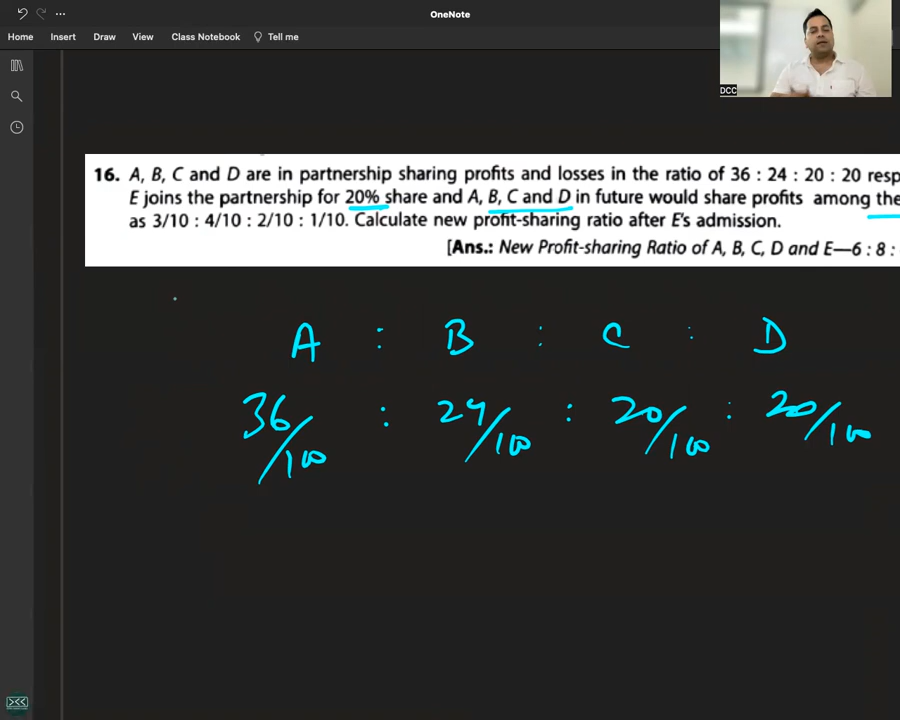 OneNote
Home Insert Draw View Class Notebook Tell me
DCC
16. A, B, C and D are in partnership sharing profits and losses in the ratio of 36 : 24 : 20 : 20 resp
E joins the partnership for 20% share and A, B, C and D in future would share profits among the
as 3/10 : 4/10 : 2/10 : 1/10. Calculate new profit-sharing ratio after E's admission.
[Ans.: New Profit-sharing Ratio of A, B, C, D and E—6 : 8 :
A : B : C : D
36/100 : 24/100 : 20/100 : 20/100